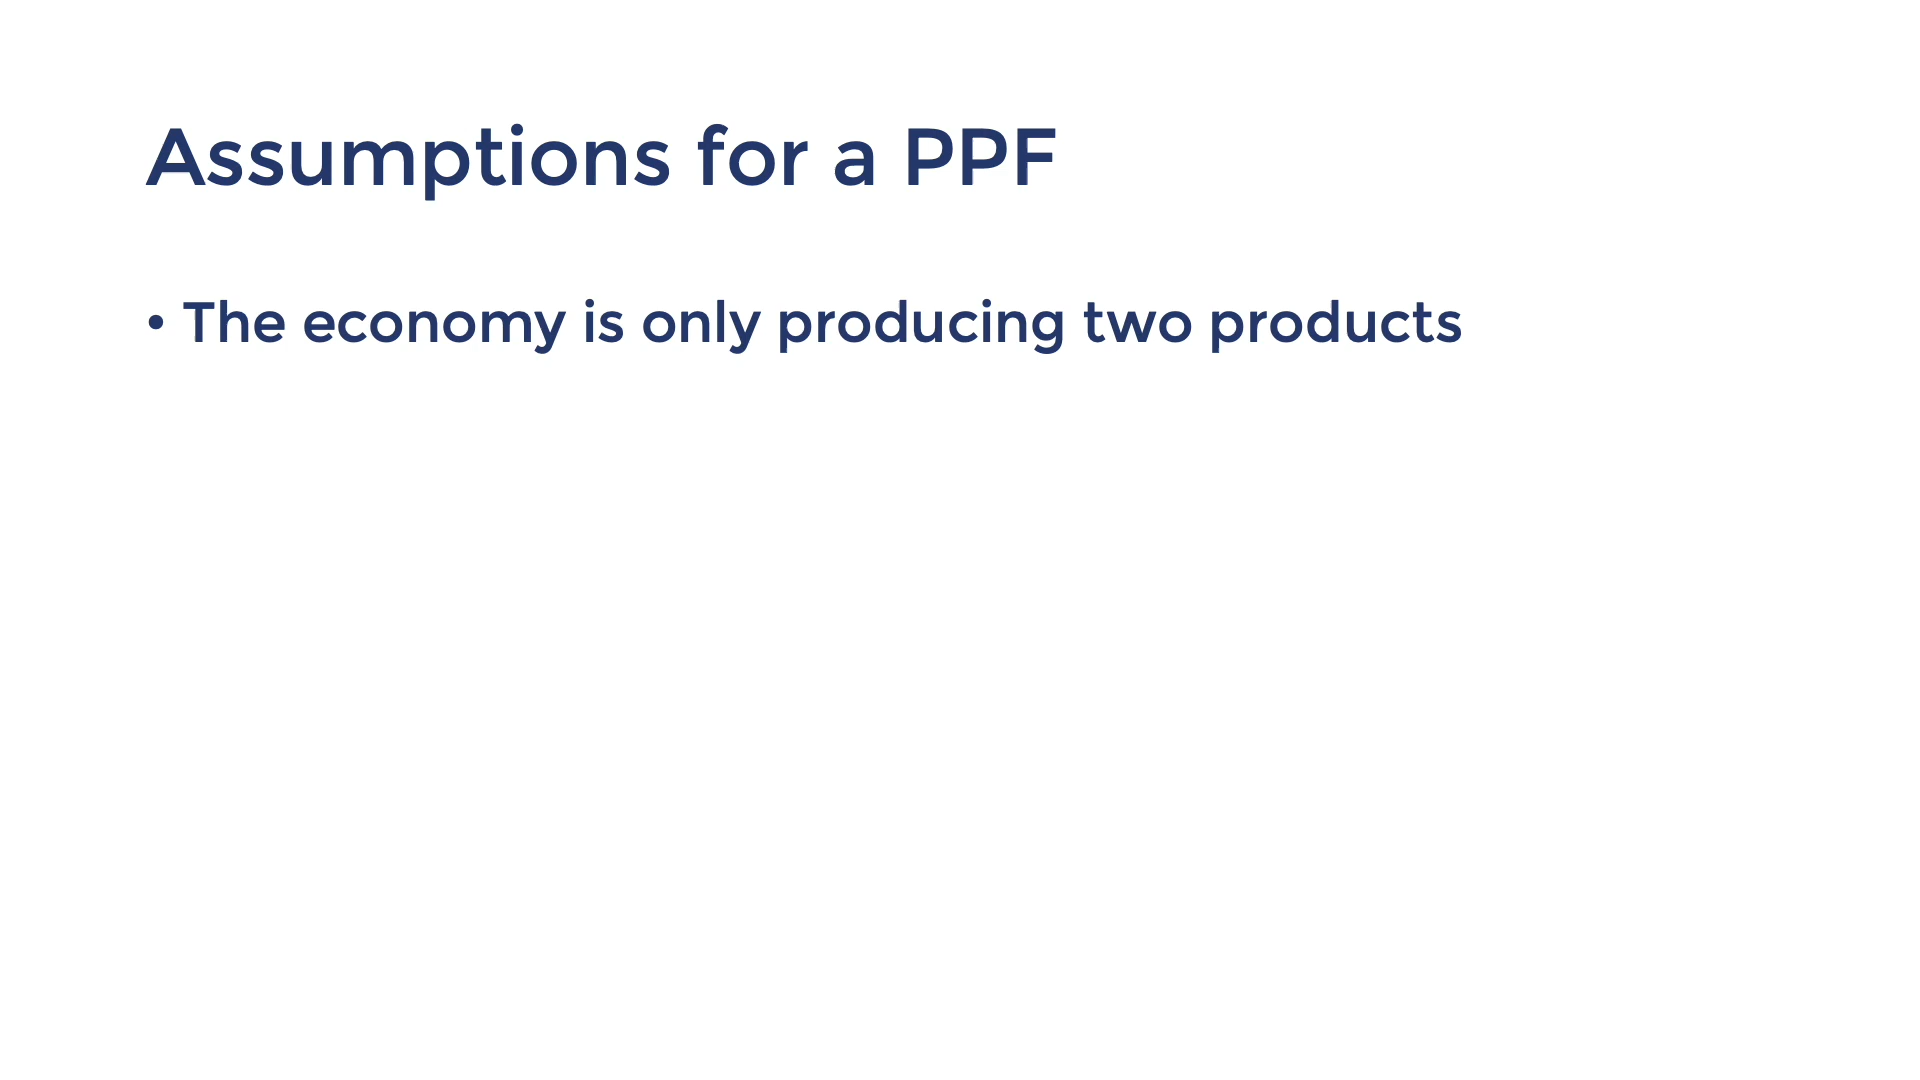 Assumptions for a PPF
• The economy is only producing two products